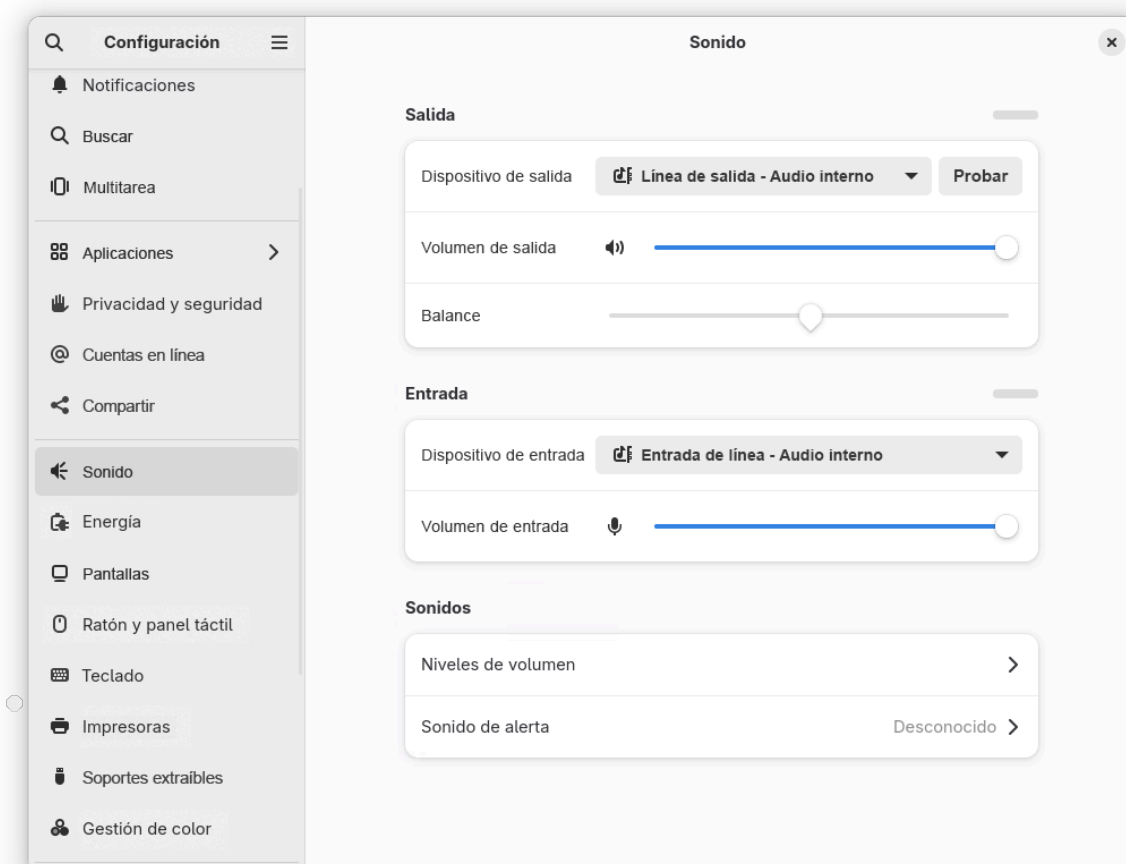 Configuración
Notificaciones
Buscar
Multitarea
Aplicaciones
Privacidad y seguridad
Cuentas en línea
Compartir
Sonido
Energía
Pantallas
Ratón y panel táctil
Teclado
Impresoras
Soportes extraíbles
Gestión de color
Sonido
Salida
Dispositivo de salida Línea de salida - Audio interno Probar
Volumen de salida
Balance
Entrada
Dispositivo de entrada Entrada de línea - Audio interno
Volumen de entrada
Sonidos
Niveles de volumen
Sonido de alerta Desconocido